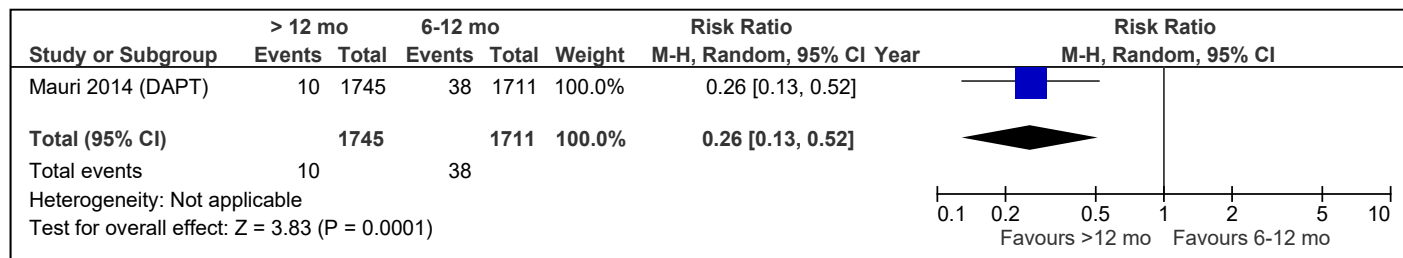 > 12 mo 6-12 mo Risk Ratio Risk Ratio
Study or Subgroup Events Total Events Total Weight M-H, Random, 95% CI Year M-H, Random, 95% CI
Mauri 2014 (DAPT) 10 1745 38 1711 100.0% 0.26 [0.13, 0.52]
Total (95% CI) 1745 1711 100.0% 0.26 [0.13, 0.52]
Total events 10 38
Heterogeneity: Not applicable
Test for overall effect: Z = 3.83 (P = 0.0001)
0.1 0.2 0.5 1 2 5 10
Favours >12 mo Favours 6-12 mo